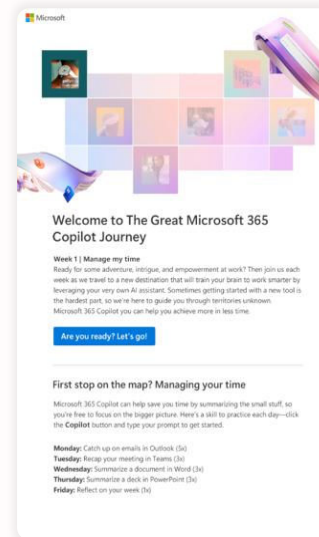 Microsoft
Welcome to The Great Microsoft 365
Copilot Journey
Week 1 | Manage my time
Ready for some adventure, intrigue, and empowerment at work? Then join us each
week as we travel to a new destination that will train your brain to work smarter by
leveraging your very own AI assistant. Sometimes getting started with a new tool is
the hardest part, so we're here to guide you through territories unknown.
Microsoft 365 Copilot you can help you achieve more in less time.
Are you ready? Let's go!
First stop on the map? Managing your time
Microsoft 365 Copilot can help save you time by summarizing the small stuff, so
you're free to focus on the bigger picture. Here's a skill to practice each day—click
the Copilot button and type your prompt to get started.
Monday: Catch up on emails in Outlook (5x)
Tuesday: Recap your meeting in Teams (3x)
Wednesday: Summarize a document in Word (3x)
Thursday: Summarize a deck in PowerPoint (3x)
Friday: Reflect on your week (1x)